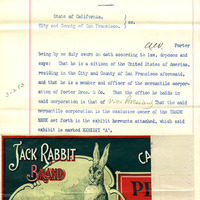 State of California.
City and County of San Francisco. )ss.
Porter
being by me duly sworn on oath according to law, deposes and
says: That he is a citizen of the United States of America,
residing in the City and County of San Francisco aforesaid,
and that he is a member and officer of the mercantile corporation
of Porter Bros. & Co. That the office he holds in
said corporation is that of Vice President That the said
mercantile corporation is the exclusive owner of the TRADE
MARK set forth in the exhibit hereunto attached, which said
exhibit is marked EXHIBIT "A".
JACK RABBIT
BRAND
CA